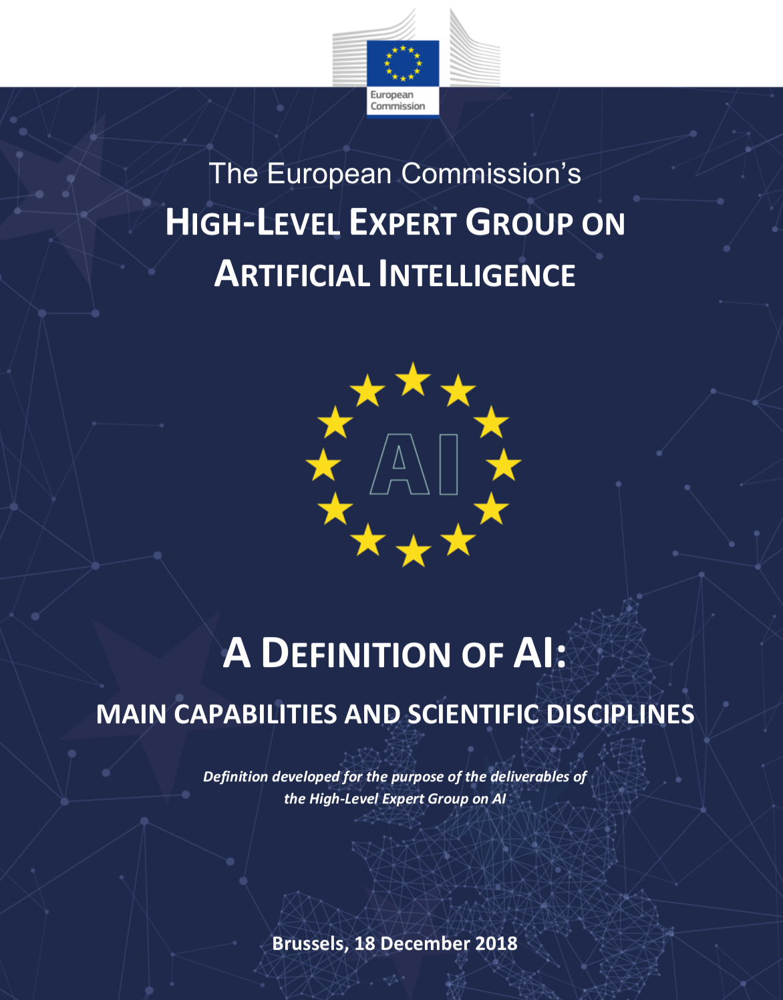 European
Commission
The European Commission’s
HIGH-LEVEL EXPERT GROUP ON
ARTIFICIAL INTELLIGENCE
AI
A DEFINITION OF AI:
MAIN CAPABILITIES AND SCIENTIFIC DISCIPLINES
Definition developed for the purpose of the deliverables of
the High-Level Expert Group on AI
Brussels, 18 December 2018